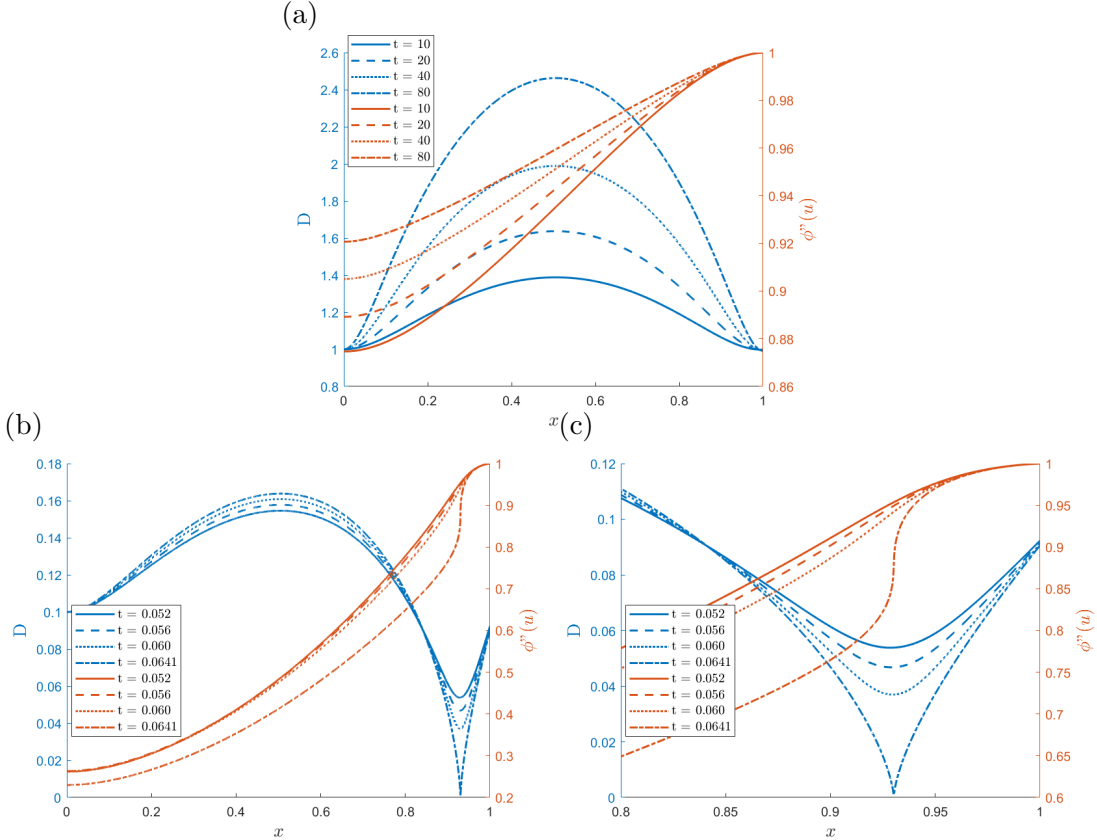 (a)
2.6
2.4
2.2
2
1.8
1.6
1.4
1.2
1
0.8
D
t = 10
t = 20
t = 40
t = 80
t = 10
t = 20
t = 40
t = 80
1
0.98
0.96
0.94
0.92
0.9
0.88
0.86
ϕ''(u)
0 0.2 0.4 0.6 0.8 1
x
(b)
0.18
0.16
0.14
0.12
0.1
0.08
0.06
0.04
0.02
0
D
t = 0.052
t = 0.056
t = 0.060
t = 0.0641
t = 0.052
t = 0.056
t = 0.060
t = 0.0641
1
0.9
0.8
0.7
0.6
0.5
0.4
0.3
0.2
ϕ''(u)
0 0.2 0.4 0.6 0.8 1
x
(c)
0.12
0.1
0.08
0.06
0.04
0.02
0
D
t = 0.052
t = 0.056
t = 0.060
t = 0.0641
t = 0.052
t = 0.056
t = 0.060
t = 0.0641
1
0.95
0.9
0.85
0.8
0.75
0.7
0.65
0.6
ϕ''(u)
0.8 0.85 0.9 0.95 1
x